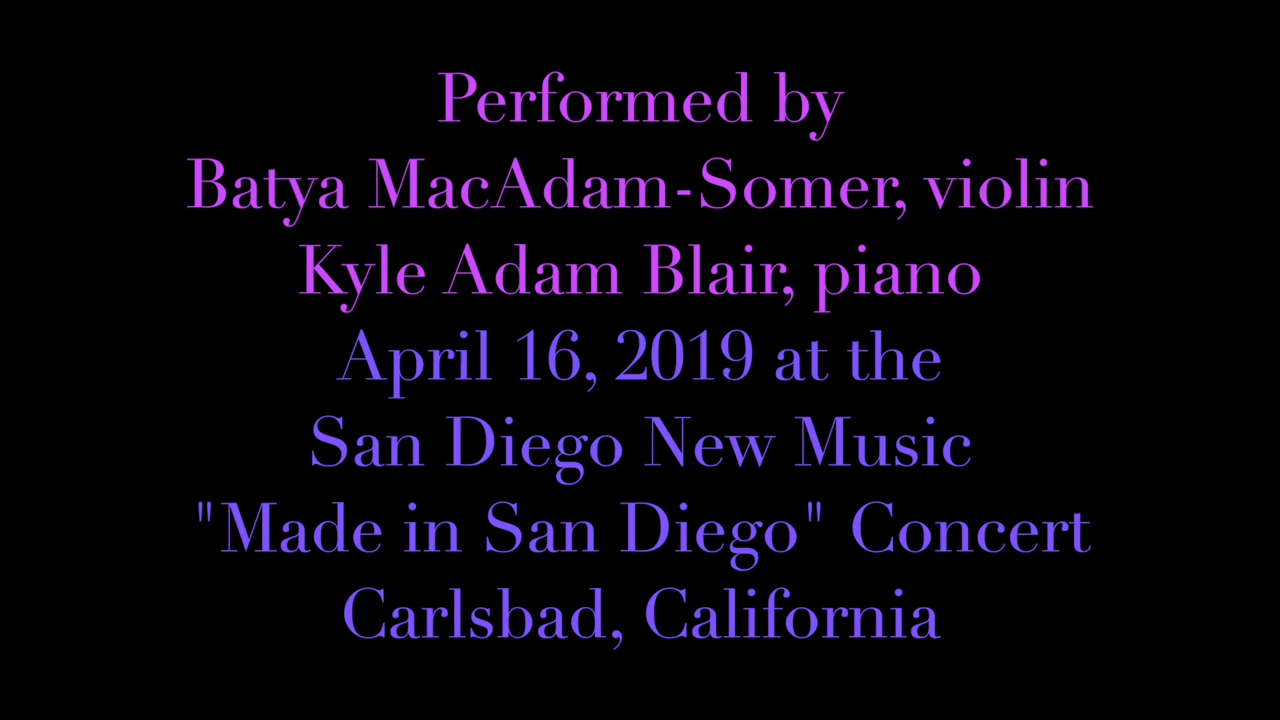 Performed by
Batya MacAdam-Somer, violin
Kyle Adam Blair, piano
April 16, 2019 at the
San Diego New Music
"Made in San Diego" Concert
Carlsbad, California